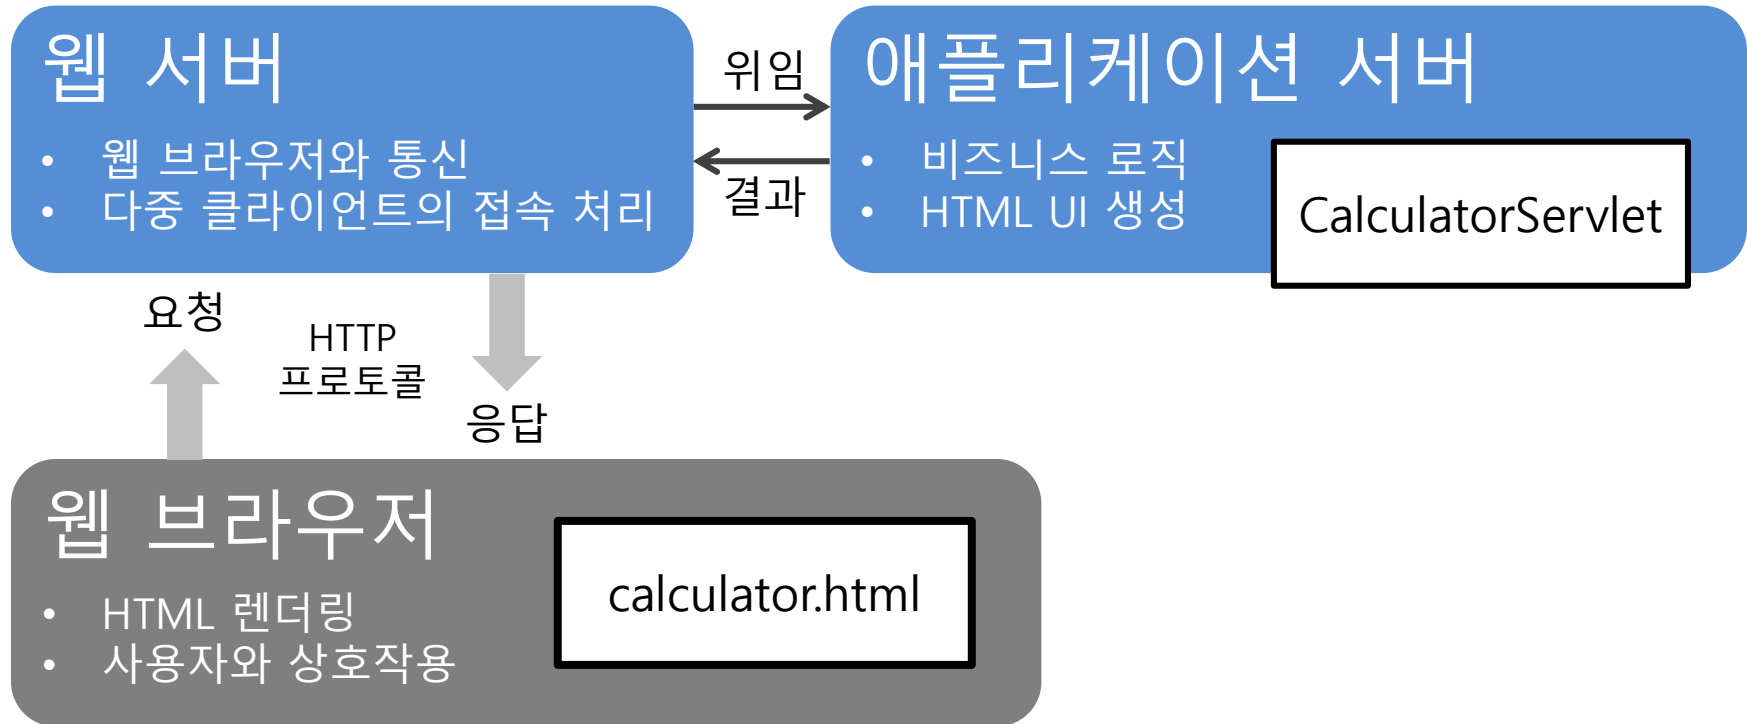 웹 서버
• 웹 브라우저와 통신
• 다중 클라이언트의 접속 처리
위임
결과
애플리케이션 서버
• 비즈니스 로직
• HTML UI 생성
CalculatorServlet
요청
HTTP
프로토콜
응답
웹 브라우저
• HTML 렌더링
• 사용자와 상호작용
calculator.html